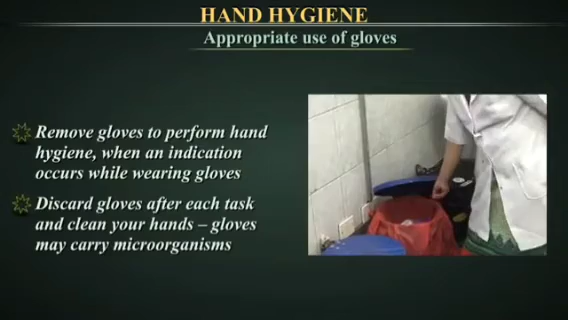 HAND HYGIENE
Appropriate use of gloves
Remove gloves to perform hand
hygiene, when an indication
occurs while wearing gloves
Discard gloves after each task
and clean your hands – gloves
may carry microorganisms